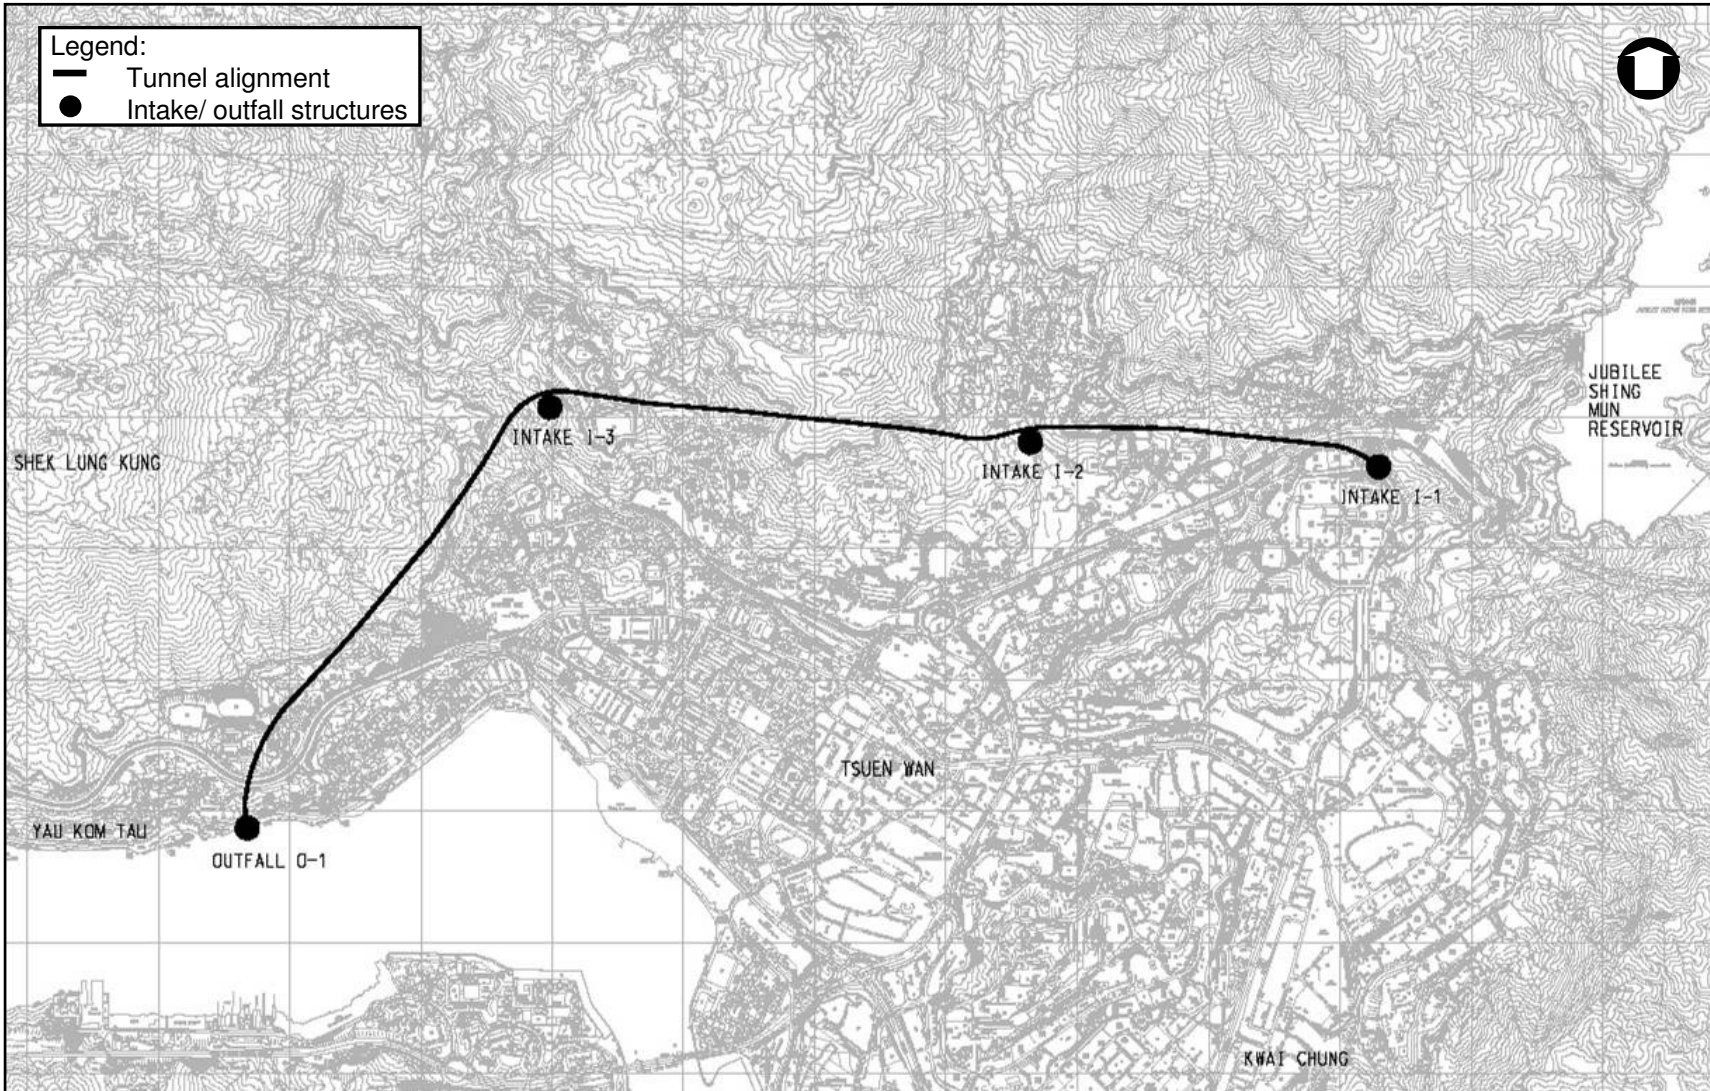 Legend:
Tunnel alignment
Intake/ outfall structures
JUBILEE
SHING
MUN
RESERVOIR
INTAKE I-3
SHEK LUNG KUNG
INTAKE I-2
INTAKE I-1
TSUEN WAN
YAU KOM TAU
OUTFALL O-1
KWAI CHUNG